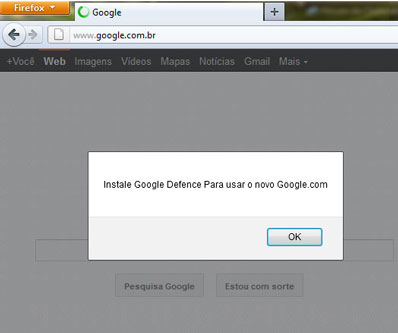 Firefox
Google
www.google.com.br
+Você Web Imagens Vídeos Mapas Notícias Gmail Mais
Instale Google Defence Para usar o novo Google.com
OK
Pesquisa Google Estou com sorte